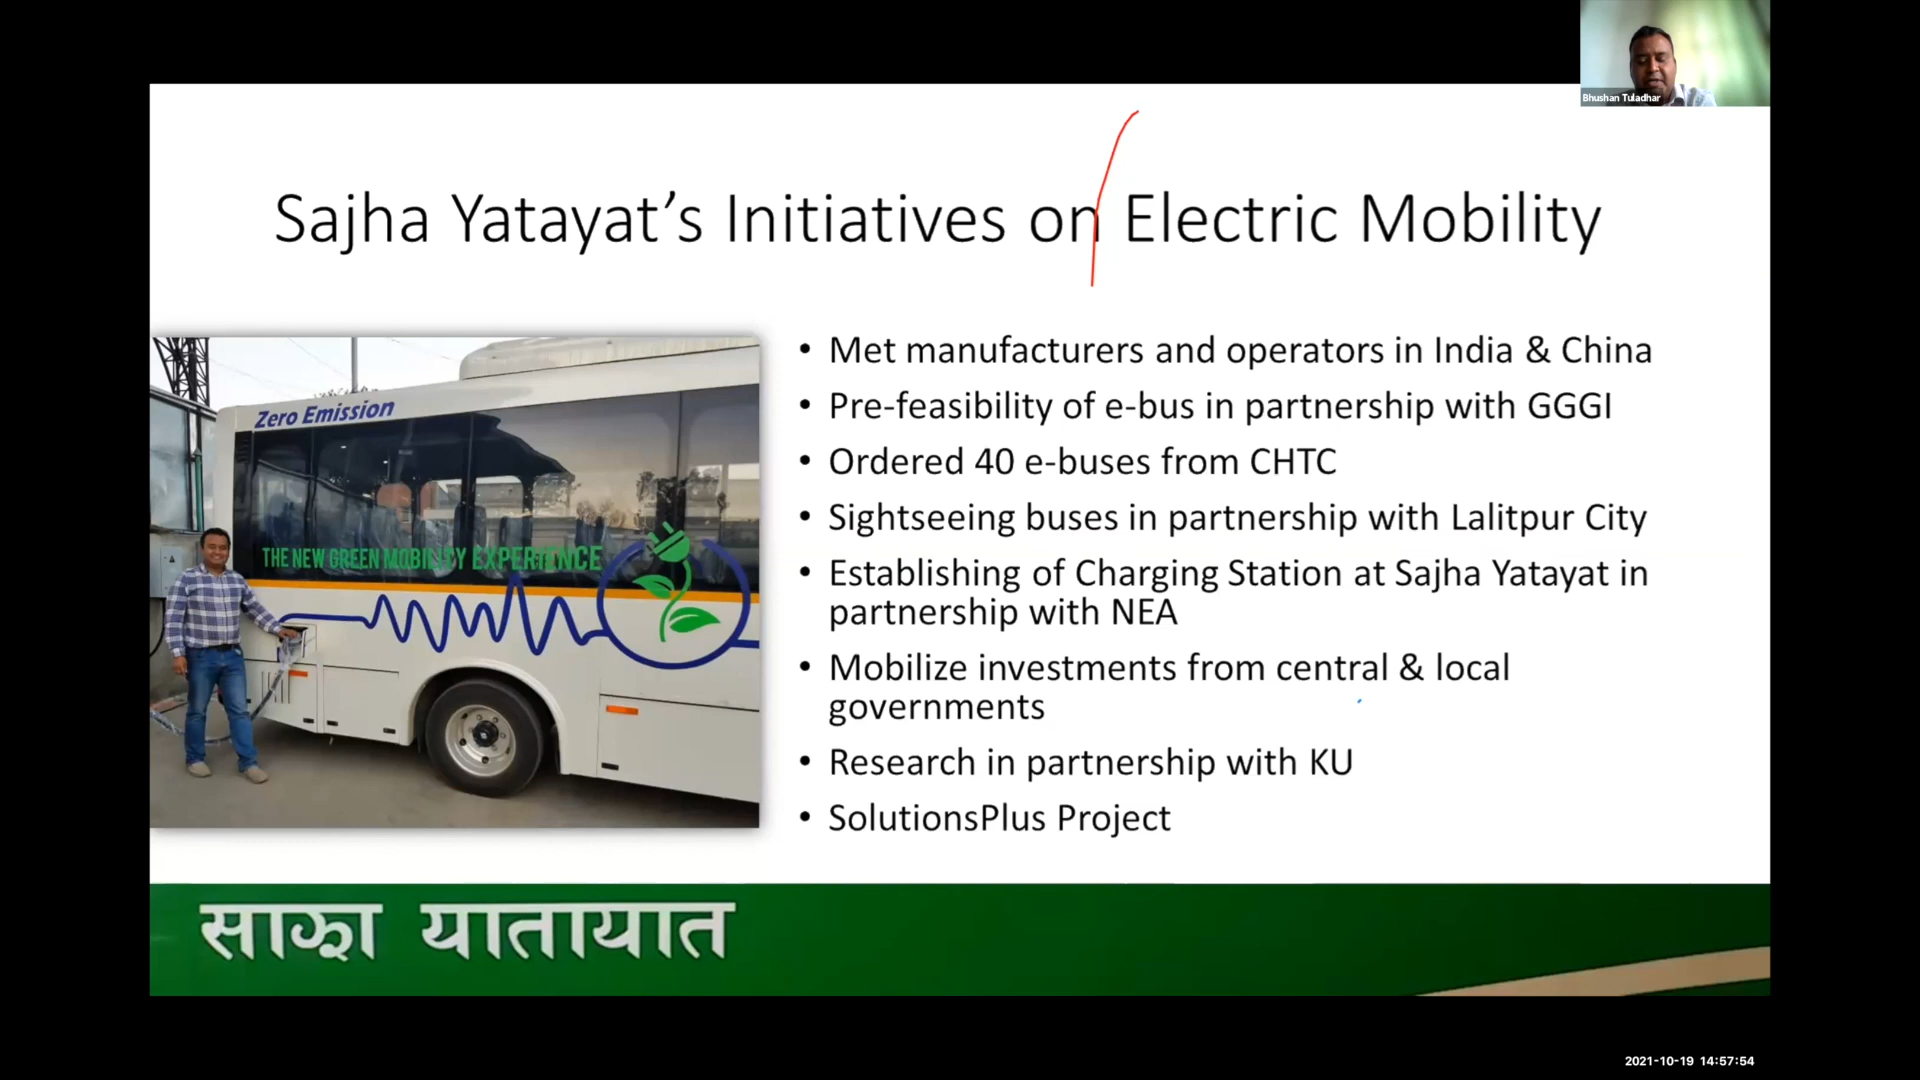 Bhushan Tuladhar
Sajha Yatayat’s Initiatives on Electric Mobility
Zero Emission
THE NEW GREEN MOBILITY EXPERIENCE
• Met manufacturers and operators in India & China
• Pre-feasibility of e-bus in partnership with GGGI
• Ordered 40 e-buses from CHTC
• Sightseeing buses in partnership with Lalitpur City
• Establishing of Charging Station at Sajha Yatayat in
partnership with NEA
• Mobilize investments from central & local
governments
• Research in partnership with KU
• SolutionsPlus Project
साझा यातायात
2021-10-19 14:57:54